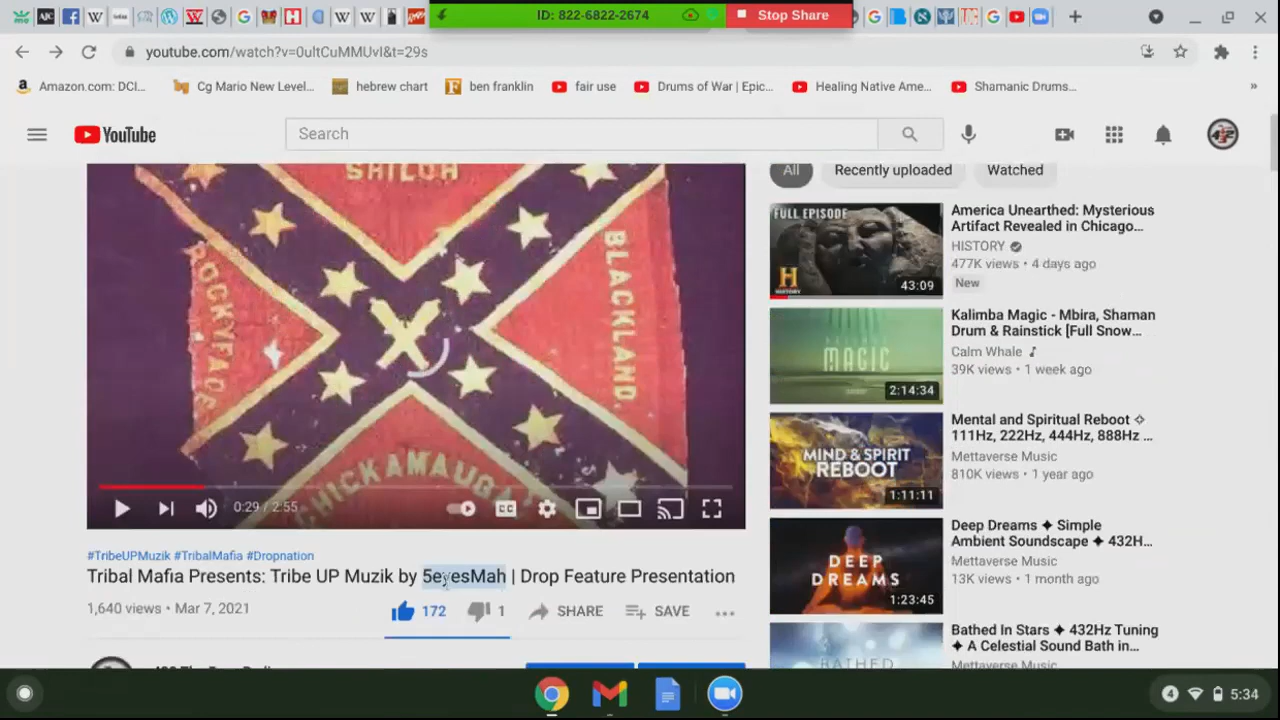 ID: 822-6822-2674
Stop Share
youtube.com/watch?v=0ultCuMMUvI&t=29s
Amazon.com: DCI...
Cg Mario New Level...
hebrew chart
ben franklin
fair use
Drums of War | Epic...
Healing Native Ame...
Shamanic Drums...
»
YouTube
Search
SHILOH
ROCKYFACE
BLACKLAND.
CHICKAMAUGA
0:29 / 2:55
CC
#TribeUPMuzik #TribalMafia #Dropnation
Tribal Mafia Presents: Tribe UP Muzik by 5eyesMah | Drop Feature Presentation
1,640 views • Mar 7, 2021
172
1
SHARE
SAVE
All
Recently uploaded
Watched
FULL EPISODE
H
HISTORY
43:09
America Unearthed: Mysterious
Artifact Revealed in Chicago...
HISTORY
477K views • 4 days ago
New
MAGIC
2:14:34
Kalimba Magic - Mbira, Shaman
Drum & Rainstick [Full Snow...
Calm Whale
39K views • 1 week ago
MIND & SPIRIT
REBOOT
1:11:11
Mental and Spiritual Reboot ✧
111Hz, 222Hz, 444Hz, 888Hz ...
Mettaverse Music
810K views • 1 year ago
DEEP
DREAMS
1:23:45
Deep Dreams ✦ Simple
Ambient Soundscape ✦ 432H...
Mettaverse Music
13K views • 1 month ago
BATHED
Bathed In Stars ✦ 432Hz Tuning
✦ A Celestial Sound Bath in...
Mettaverse Music
4
5:34